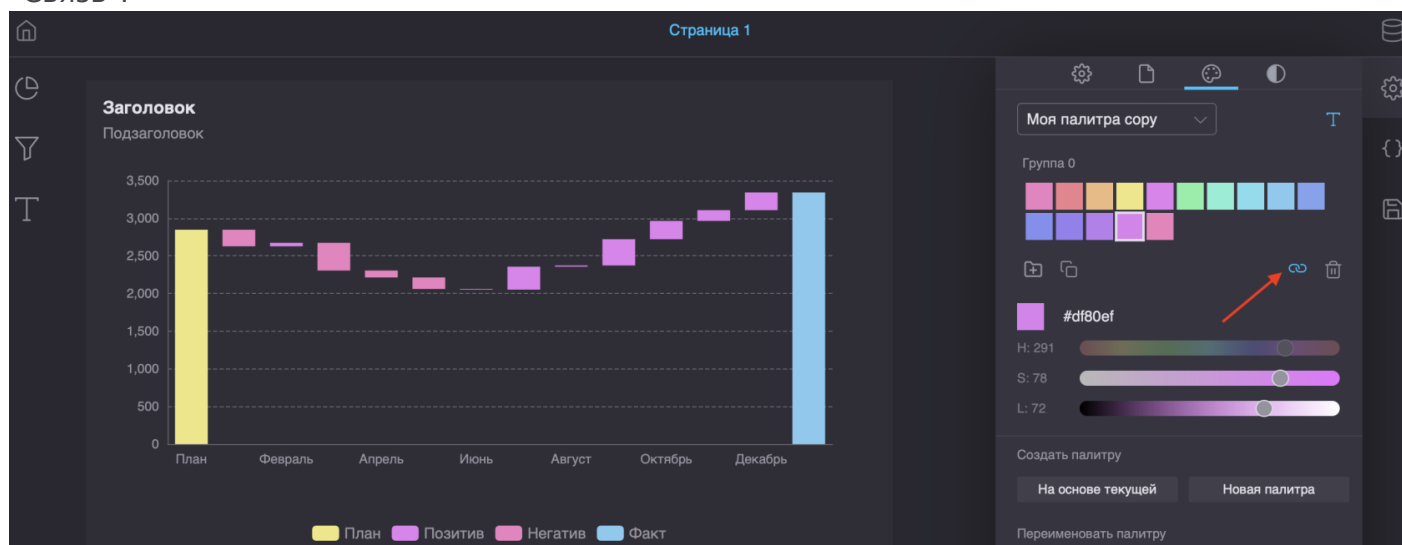 Страница 1
Заголовок
Подзаголовок
3,500
3,000
2,500
2,000
1,500
1,000
500
0
План Февраль Апрель Июнь Август Октябрь Декабрь
План Позитив Негатив Факт
Моя палитра copy
T
Группа 0
#df80ef
H: 291
S: 78
L: 72
Создать палитру
На основе текущей Новая палитра
Переименовать палитру